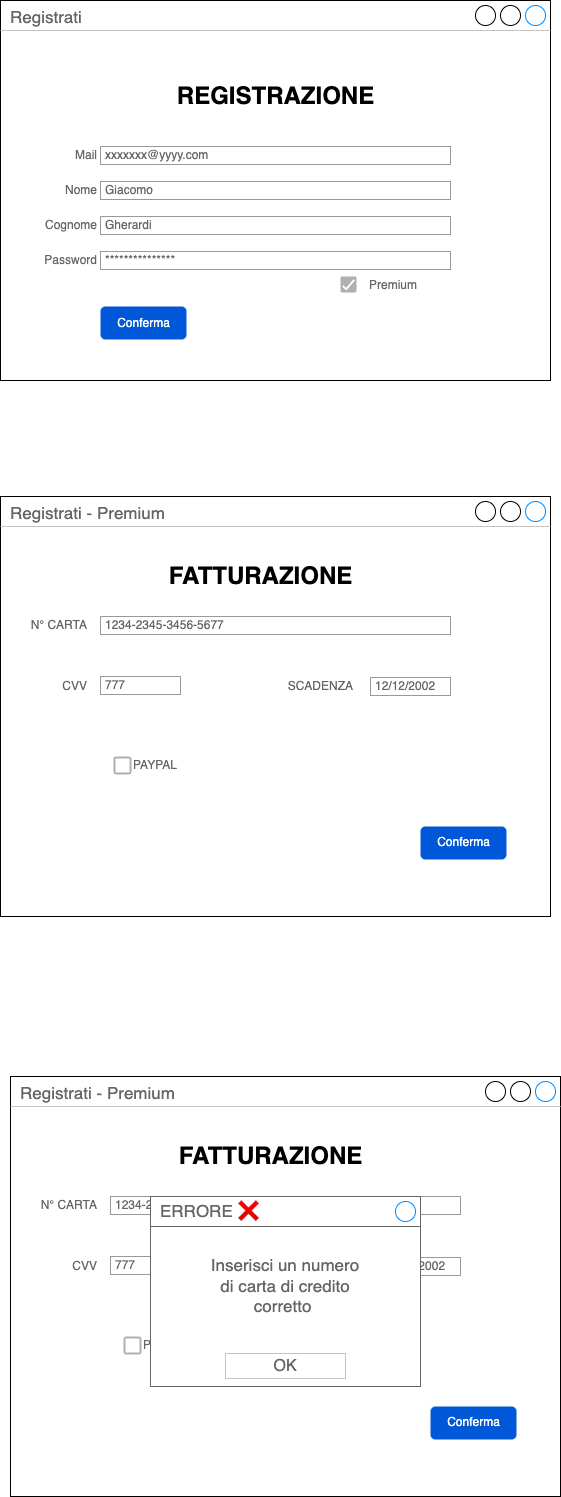 Registrati
REGISTRAZIONE
Mail xxxxxxx@yyyy.com
Nome Giacomo
Cognome Gherardi
Password ***************
Premium
Conferma
Registrati - Premium
FATTURAZIONE
N° CARTA 1234-2345-3456-5677
CVV 777 SCADENZA 12/12/2002
PAYPAL
Conferma
Registrati - Premium
FATTURAZIONE
N° CARTA 1234-2
ERRORE
CVV 777 2002
Inserisci un numero
di carta di credito
corretto
P
OK
Conferma